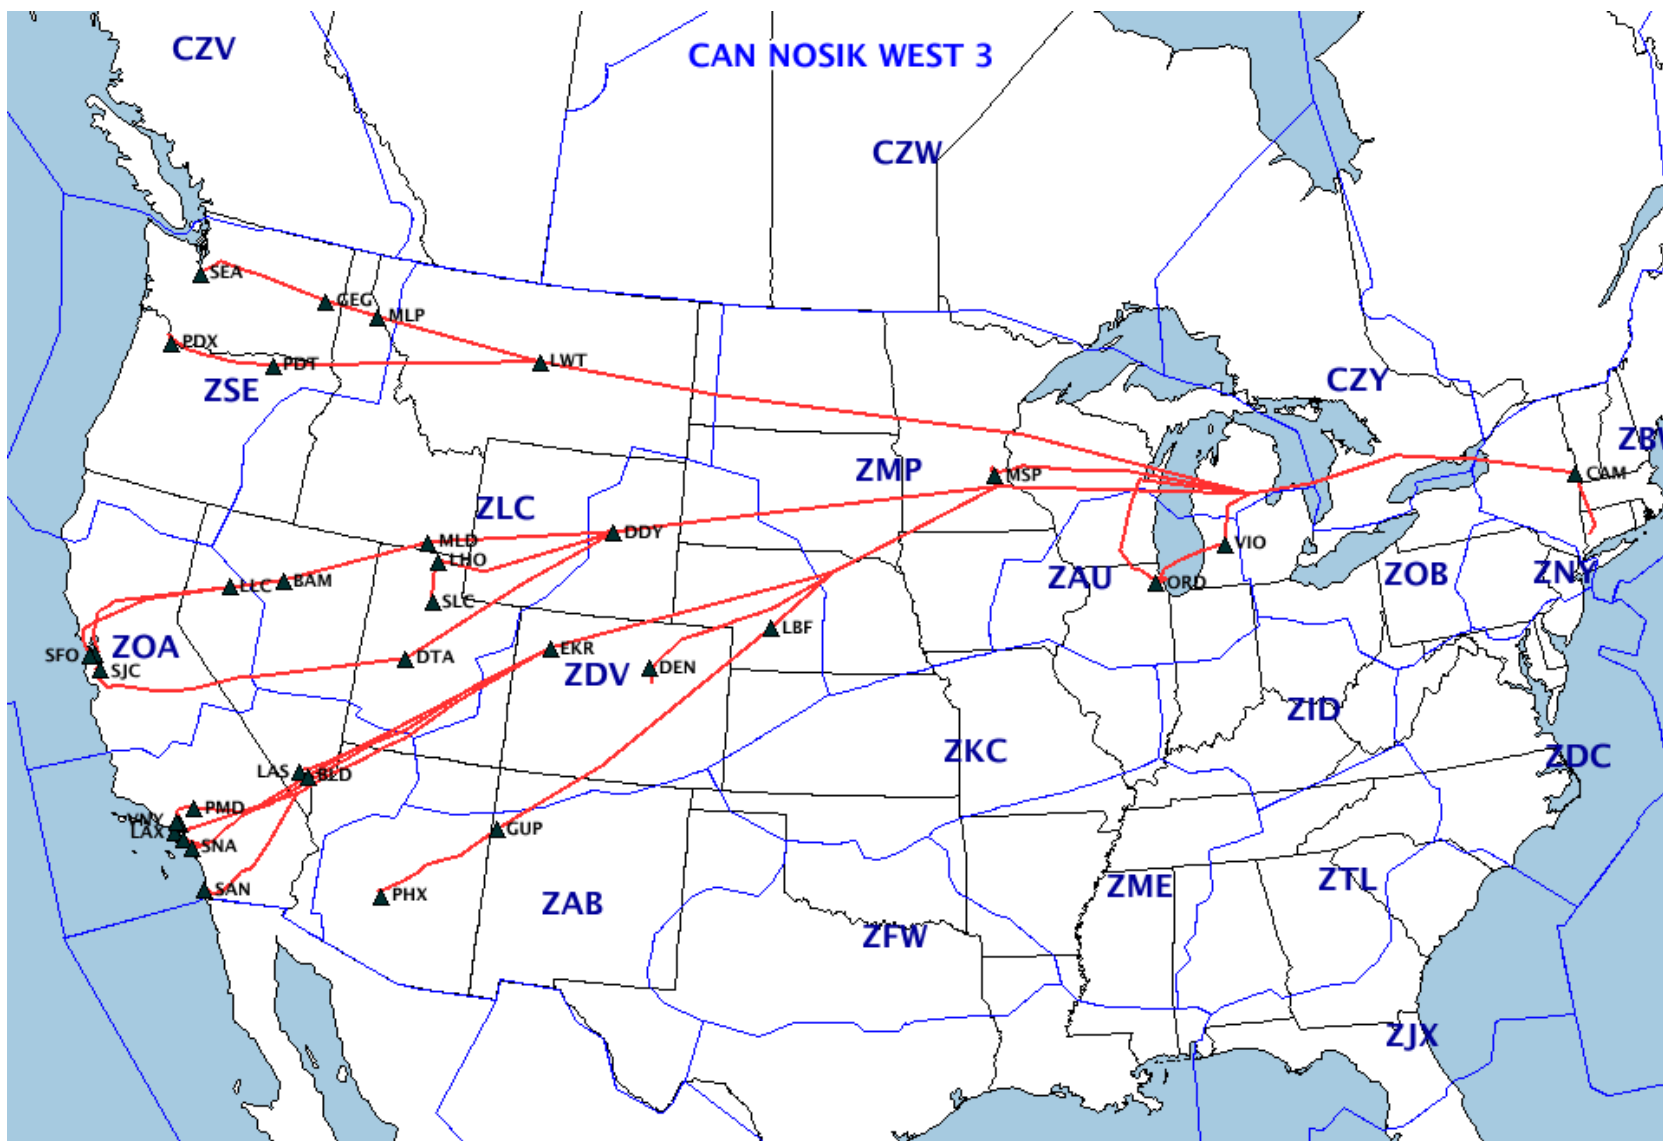 CZV
CAN NOSIK WEST 3
CZW
SEA
GEG
MLP
PDX
PDT
LWT
ZSE
CZY
ZBW
ZMP
MSP
CAM
ZLC
DDY
MLD
LHO
VIO
LLC
BAM
SLC
ZAU
ORD
ZOB
ZNY
LBF
SFO
ZOA
SJC
DTA
EKR
ZDV
DEN
ZID
ZKC
ZDC
LAS
BLD
PMD
VNY
LAX
SNA
GUP
SAN
PHX
ZAB
ZME
ZTL
ZFW
ZJX